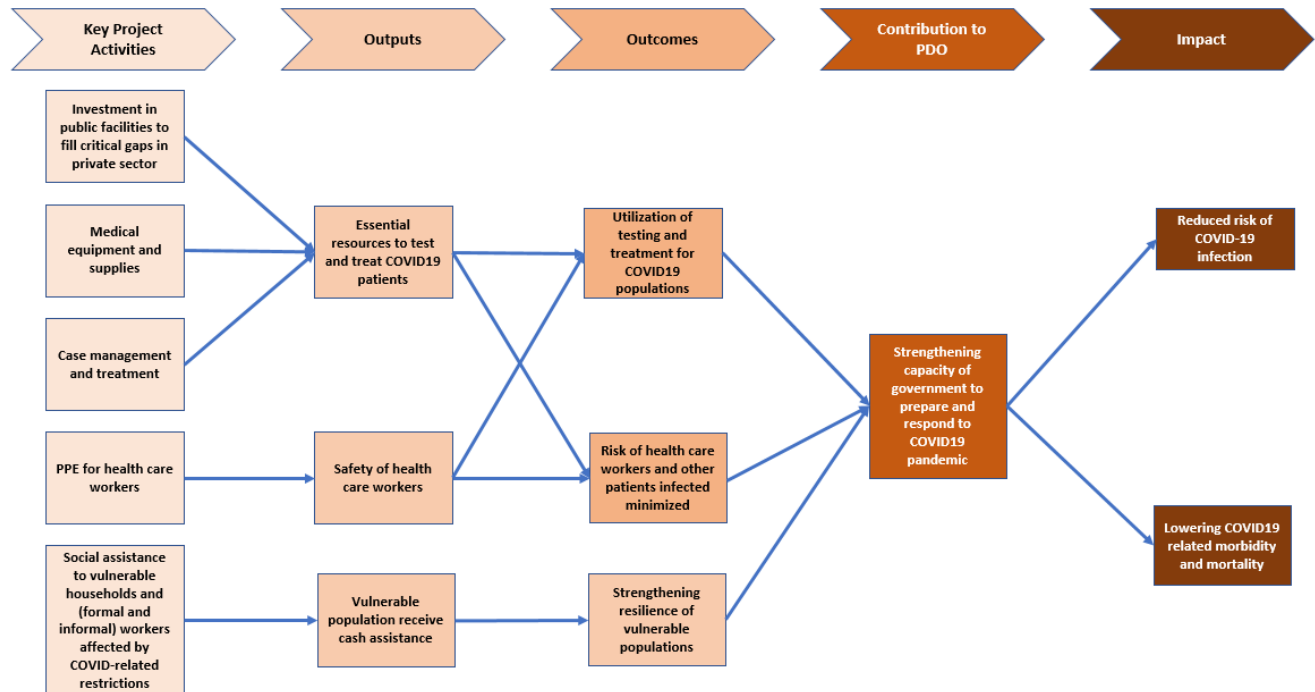 Key Project
Activities
Outputs
Outcomes
Contribution to
PDO
Impact
Investment in
public facilities to
fill critical gaps in
private sector
Medical
equipment and
supplies
Case management
and treatment
PPE for health care
workers
Social assistance
to vulnerable
households and
(formal and
informal) workers
affected by
COVID-related
restrictions
Essential
resources to test
and treat COVID19
patients
Safety of health
care workers
Vulnerable
population receive
cash assistance
Utilization of
testing and
treatment for
COVID19
populations
Risk of health care
workers and other
patients infected
minimized
Strengthening
resilience of
vulnerable
populations
Strengthening
capacity of
government to
prepare and
respond to
COVID19
pandemic
Reduced risk of
COVID-19
infection
Lowering COVID19
related morbidity
and mortality